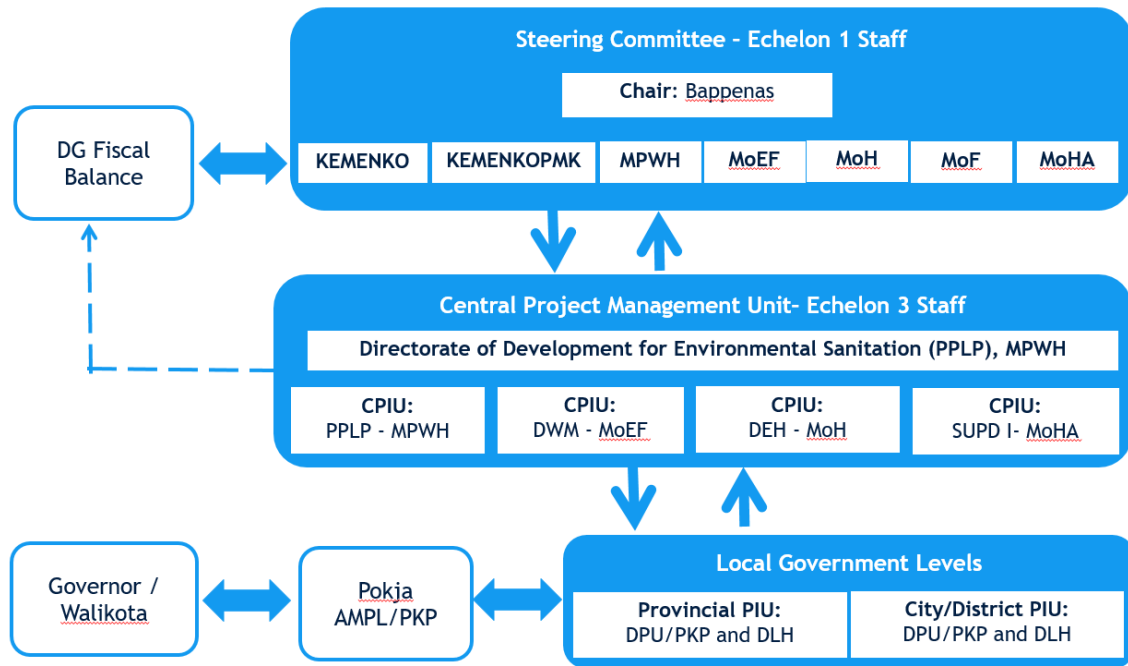 Steering Committee – Echelon 1 Staff
Chair: Bappenas
DG Fiscal
Balance
KEMENKO
KEMENKOPMK
MPWH
MoEF
MoH
MoF
MoHA
Central Project Management Unit– Echelon 3 Staff
Directorate of Development for Environmental Sanitation (PPLP), MPWH
CPIU:
PPLP - MPWH
CPIU:
DWM - MoEF
CPIU:
DEH - MoH
CPIU:
SUPD I- MoHA
Governor /
Walikota
Pokja
AMPL/PKP
Local Government Levels
Provincial PIU:
DPU/PKP and DLH
City/District PIU:
DPU/PKP and DLH